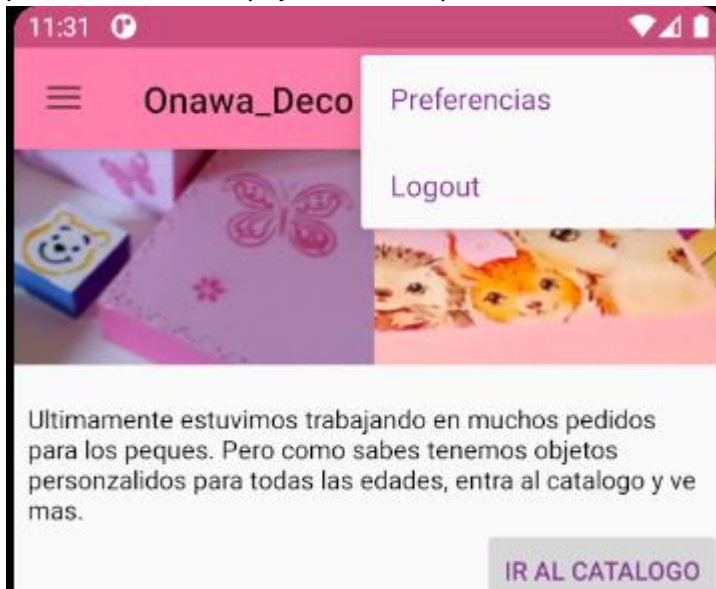 11:31
Onawa_Deco
Preferencias
Logout
Ultimamente estuvimos trabajando en muchos pedidos
para los peques. Pero como sabes tenemos objetos
personzalidos para todas las edades, entra al catalogo y ve
mas.
IR AL CATALOGO